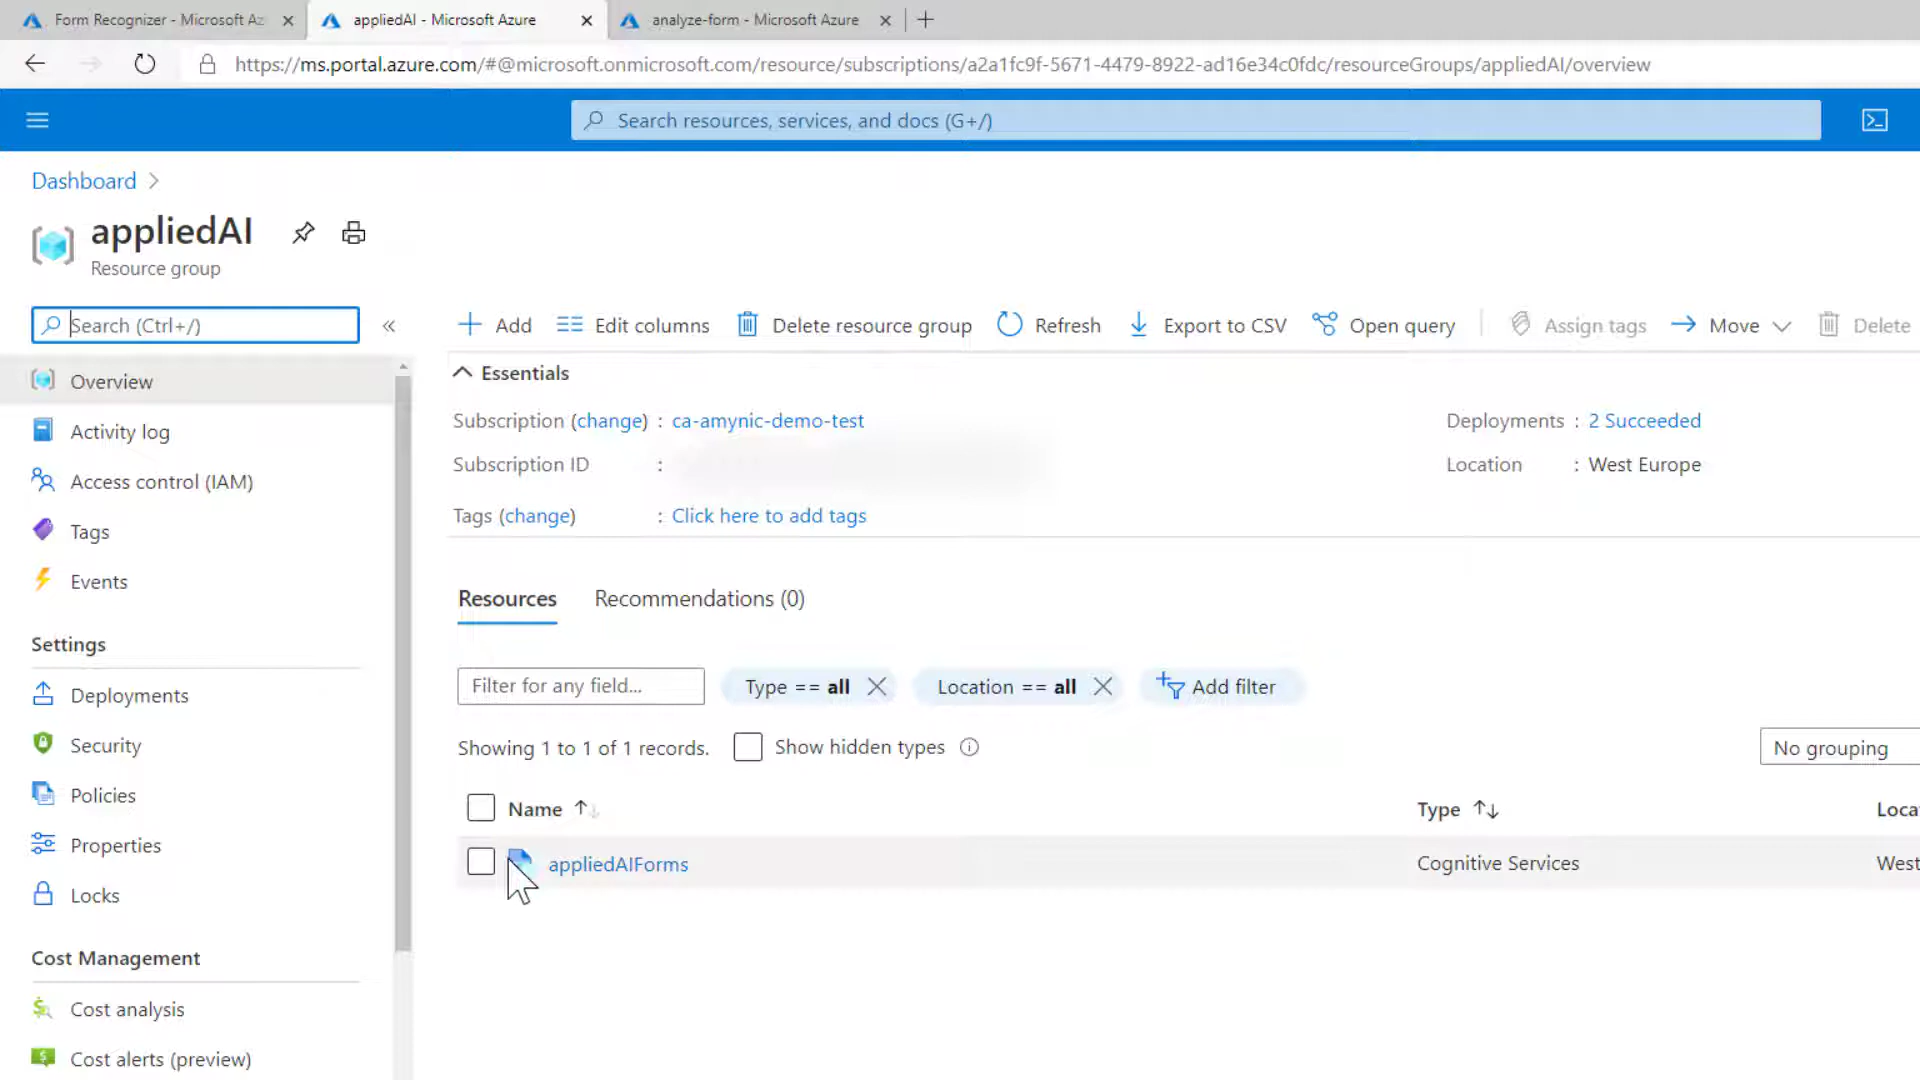 Form Recognizer - Microsoft Az
appliedAI - Microsoft Azure
analyze-form - Microsoft Azure
https://ms.portal.azure.com/#@microsoft.onmicrosoft.com/resource/subscriptions/a2a1fc9f-5671-4479-8922-ad16e34c0fdc/resourceGroups/appliedAI/overview
Search resources, services, and docs (G+/)
Dashboard
appliedAI
Resource group
Search (Ctrl+/)
Add
Edit columns
Delete resource group
Refresh
Export to CSV
Open query
Assign tags
Move
Delete
Overview
Activity log
Access control (IAM)
Tags
Events
Settings
Deployments
Security
Policies
Properties
Locks
Cost Management
Cost analysis
Cost alerts (preview)
Essentials
Subscription (change) : ca-amynic-demo-test
Deployments : 2 Succeeded
Subscription ID :
Location : West Europe
Tags (change) : Click here to add tags
Resources
Recommendations (0)
Filter for any field...
Type == all
Location == all
Add filter
Showing 1 to 1 of 1 records.
Show hidden types
No grouping
Name
Type
Loca
appliedAIForms
Cognitive Services
West